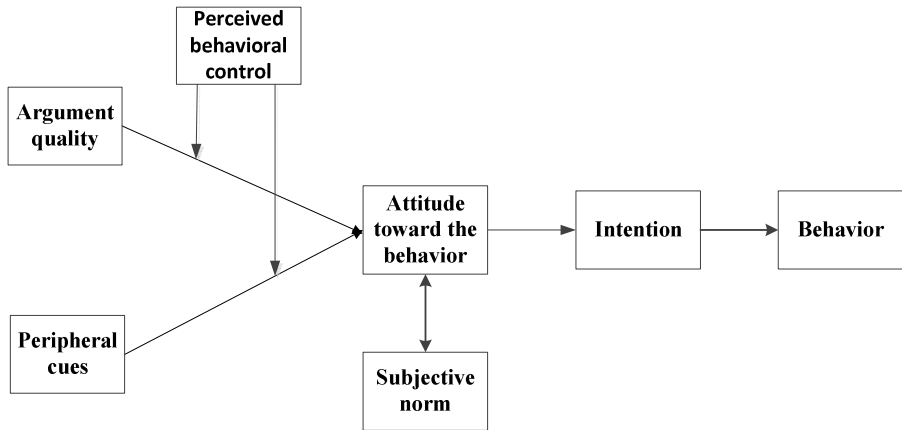 Perceived
behavioral
control
Argument
quality
Attitude
toward the
behavior
Intention
Behavior
Peripheral
cues
Subjective
norm